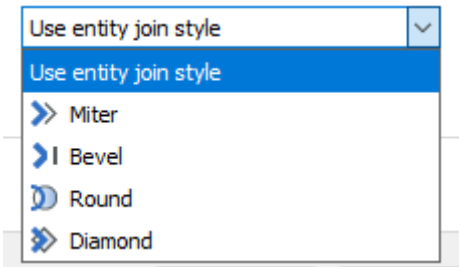 Use entity join style
Use entity join style
Miter
Bevel
Round
Diamond